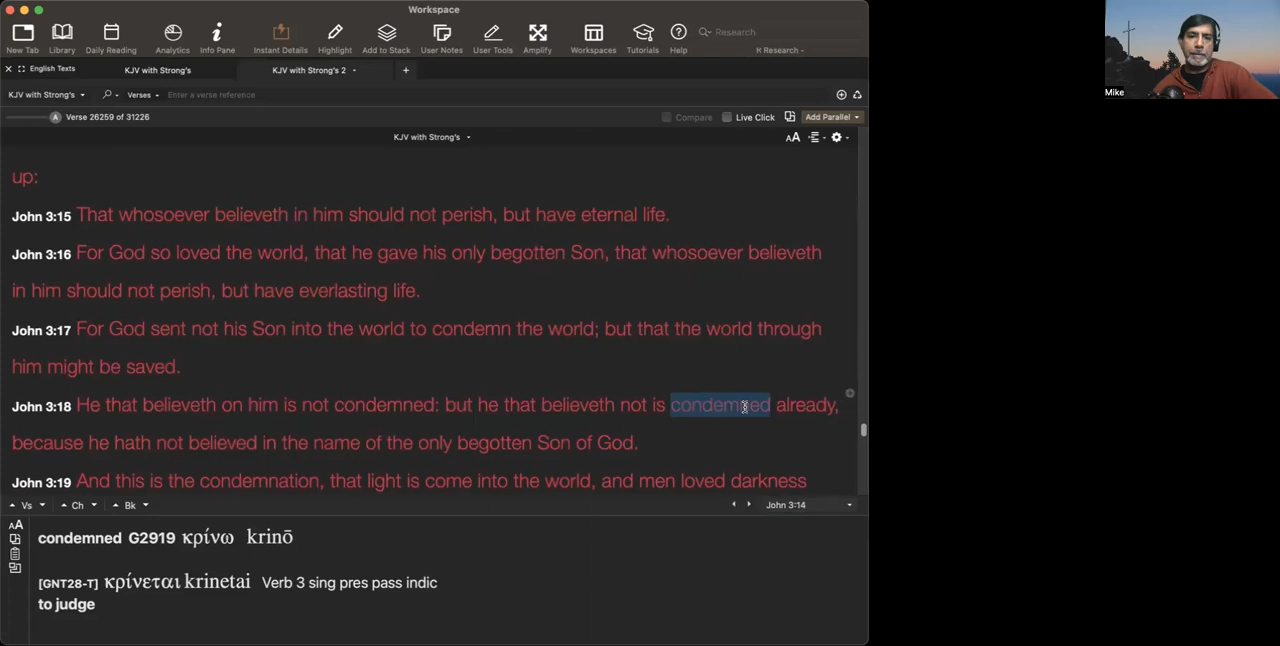 Workspace
New Tab Library Daily Reading Analytics Info Pane Instant Details Highlight Add to Stack User Notes User Tools Amplify Workspaces Tutorials Help Research Research
English Texts KJV with Strong's KJV with Strong's 2 +
KJV with Strong's Verses Enter a verse reference
A Verse 26259 of 31226 Compare Live Click Add Parallel
KJV with Strong's
up:
John 3:15 That whosoever believeth in him should not perish, but have eternal life.
John 3:16 For God so loved the world, that he gave his only begotten Son, that whosoever believeth
in him should not perish, but have everlasting life.
John 3:17 For God sent not his Son into the world to condemn the world; but that the world through
him might be saved.
John 3:18 He that believeth on him is not condemned: but he that believeth not is condemned already,
because he hath not believed in the name of the only begotten Son of God.
John 3:19 And this is the condemnation, that light is come into the world, and men loved darkness
Vs Ch Bk John 3:14
condemned G2919 κρίνω krinō
[GNT28-T] κρίνεται krinetai Verb 3 sing pres pass indic
to judge
Mike